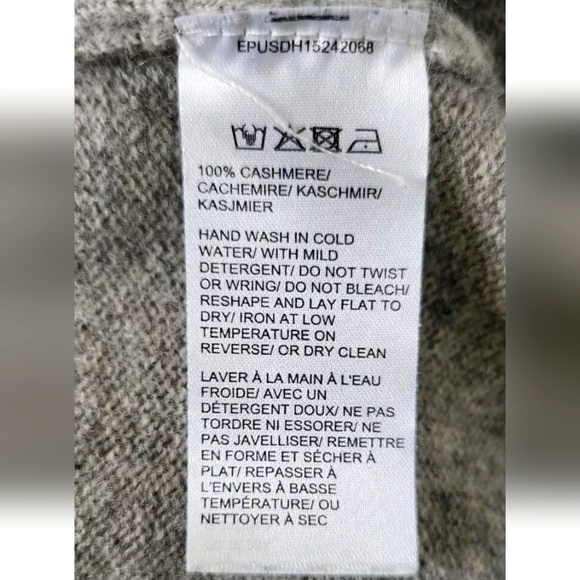 EPUSDH15242068
100% CASHMERE/
CACHEMIRE/ KASCHMIR/
KASJMIER
HAND WASH IN COLD
WATER/ WITH MILD
DETERGENT/ DO NOT TWIST
OR WRING/ DO NOT BLEACH/
RESHAPE AND LAY FLAT TO
DRY/ IRON AT LOW
TEMPERATURE ON
REVERSE/ OR DRY CLEAN
LAVER À LA MAIN À L'EAU
FROIDE/ AVEC UN
DÉTERGENT DOUX/ NE PAS
TORDRE NI ESSORER/ NE
PAS JAVELLISER/ REMETTRE
EN FORME ET SÉCHER À
PLAT/ REPASSER À
L'ENVERS À BASSE
TEMPÉRATURE/ OU
NETTOYER À SEC